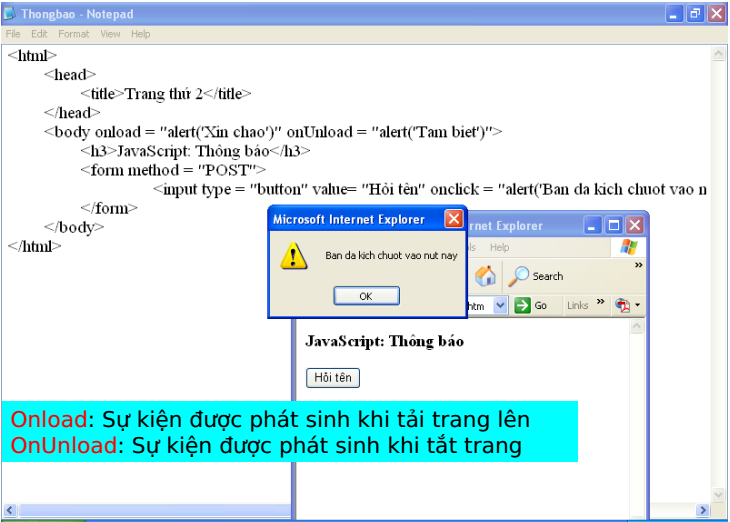 Thongbao - Notepad
File Edit Format View Help
<html>
<head>
<title>Trang thứ 2</title>
</head>
<body onload = "alert('Xin chao')" onUnload = "alert('Tam biet')">
<h3>JavaScript: Thông báo</h3>
<form method = "POST">
<input type = "button" value= "Hỏi tên" onclick = "alert('Ban da kich chuot vao n
</form>
</body>
</html>
Microsoft Internet Explorer
Ban da kich chuot vao nut nay
OK
rnet Explorer
ls Help
Search
htm Go Links
JavaScript: Thông báo
Hỏi tên
Onload: Sự kiện được phát sinh khi tải trang lên
OnUnload: Sự kiện được phát sinh khi tắt trang